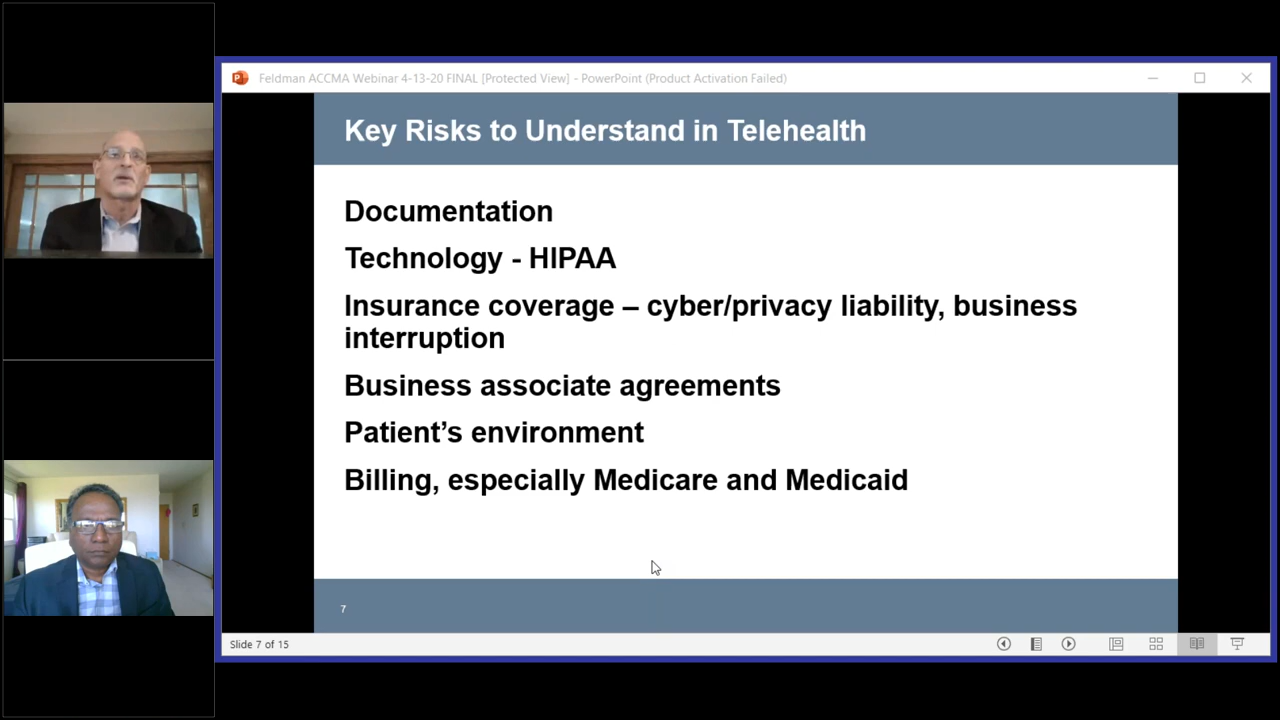 Feldman ACCMA Webinar 4-13-20 FINAL [Protected View] - PowerPoint (Product Activation Failed)
Key Risks to Understand in Telehealth
Documentation
Technology - HIPAA
Insurance coverage – cyber/privacy liability, business
interruption
Business associate agreements
Patient’s environment
Billing, especially Medicare and Medicaid
7
Slide 7 of 15